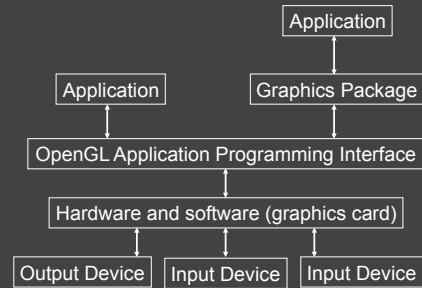 Application
Application
Graphics Package
OpenGL Application Programming Interface
Hardware and software (graphics card)
Output Device
Input Device
Input Device